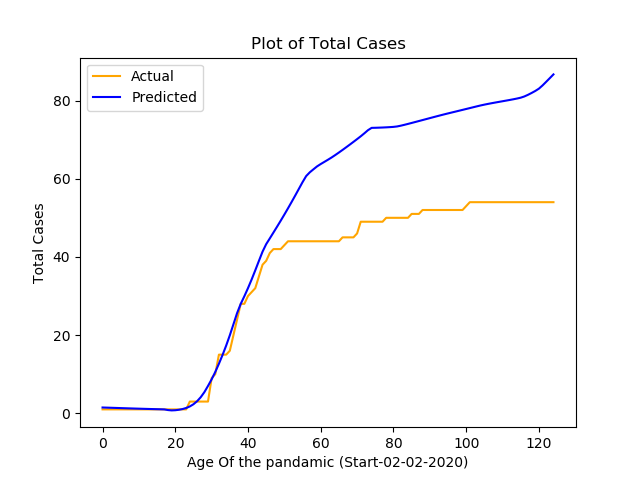 Plot of Total Cases
Actual
Predicted
80
60
40
20
0
Total Cases
0 20 40 60 80 100 120
Age Of the pandamic (Start-02-02-2020)